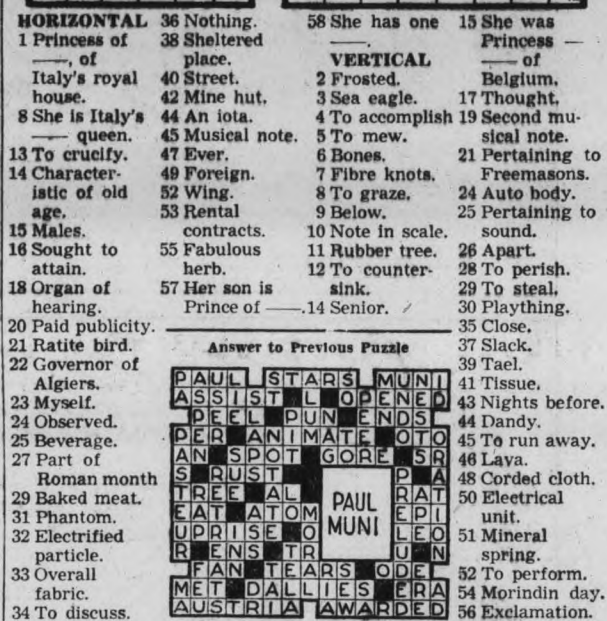 HORIZONTAL
1 Princess of
——, of
Italy's royal
house.
8 She is Italy's
—— queen.
13 To crucify.
14 Character-
istic of old
age.
15 Males.
16 Sought to
attain.
18 Organ of
hearing.
20 Paid publicity.
21 Ratite bird.
22 Governor of
Algiers.
23 Myself.
24 Observed.
25 Beverage.
27 Part of
Roman month
29 Baked meat.
31 Phantom.
32 Electrified
particle.
33 Overall
fabric.
34 To discuss.
36 Nothing.
38 Sheltered
place.
40 Street.
42 Mine hut.
44 An iota.
45 Musical note.
47 Ever.
49 Foreign.
52 Wing.
53 Rental
contracts.
55 Fabulous
herb.
57 Her son is
Prince of ——.
58 She has one
——.
VERTICAL
2 Frosted.
3 Sea eagle.
4 To accomplish
5 To mew.
6 Bones.
7 Fibre knots.
8 To graze.
9 Below.
10 Note in scale.
11 Rubber tree.
12 To counter-
sink.
14 Senior.
15 She was
Princess —
—— of
Belgium.
17 Thought.
19 Second mu-
sical note.
21 Pertaining to
Freemasons.
24 Auto body.
25 Pertaining to
sound.
26 Apart.
28 To perish.
29 To steal.
30 Plaything.
35 Close.
37 Slack.
39 Tael.
41 Tissue.
43 Nights before.
44 Dandy.
45 To run away.
46 Lava.
48 Corded cloth.
50 Electrical
unit.
51 Mineral
spring.
52 To perform.
54 Morindin day.
56 Exclamation.
Answer to Previous Puzzle
PAUL STARS MUNI
ASSIST L OPENED
PEEL PUN ENDS
PER ANIMATE OTO
AN SPOT GORE SR
S RUST P A
TREE AL RAT
EAT ATOM EPI
UPRISE O LEO
R ENS TR U N
FAN TEARS ODE
MET DALLIES ERA
AUSTRIA AWARDED
PAUL
MUNI